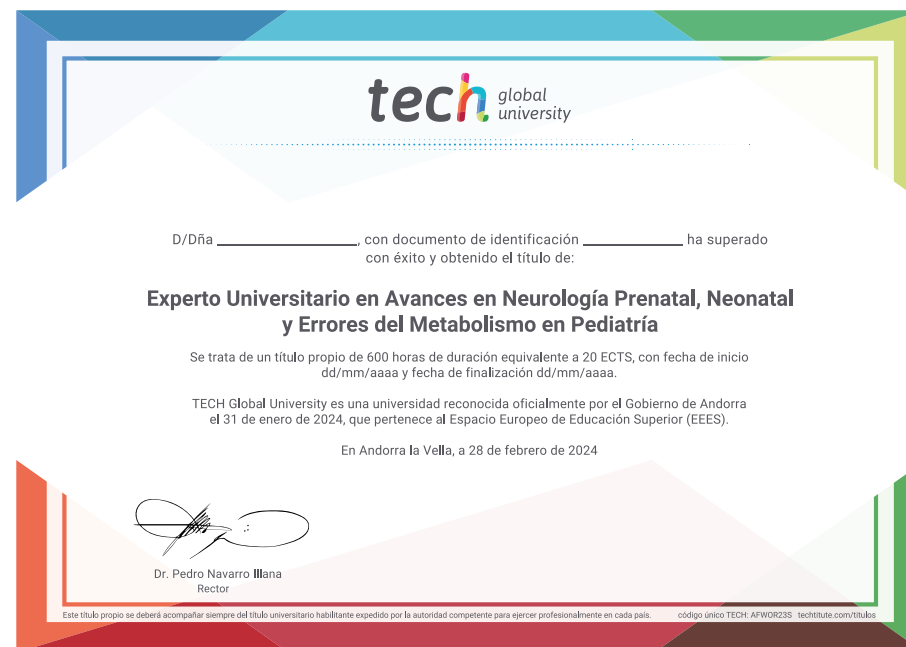 tech global university
D/Dña ______________, con documento de identificación __________ ha superado
con éxito y obtenido el título de:
Experto Universitario en Avances en Neurología Prenatal, Neonatal
y Errores del Metabolismo en Pediatría
Se trata de un título propio de 600 horas de duración equivalente a 20 ECTS, con fecha de inicio
dd/mm/aaaa y fecha de finalización dd/mm/aaaa.
TECH Global University es una universidad reconocida oficialmente por el Gobierno de Andorra
el 31 de enero de 2024, que pertenece al Espacio Europeo de Educación Superior (EEES).
En Andorra la Vella, a 28 de febrero de 2024
Dr. Pedro Navarro Illana
Rector
Este título propio se deberá acompañar siempre del título universitario habilitante expedido por la autoridad competente para ejercer profesionalmente en cada país. código único TECH: AFWOR23S techtitute.com/titulos